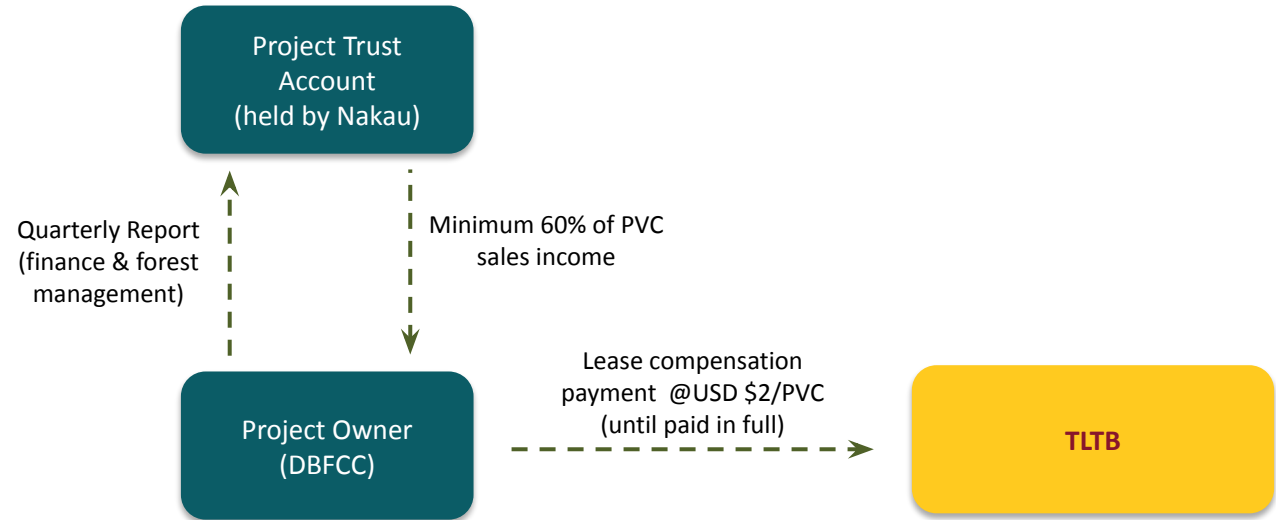 Project Trust
Account
(held by Nakau)
Quarterly Report
(finance & forest
management)
Minimum 60% of PVC
sales income
Lease compensation
payment @USD $2/PVC
(until paid in full)
Project Owner
(DBFCC)
TLTB